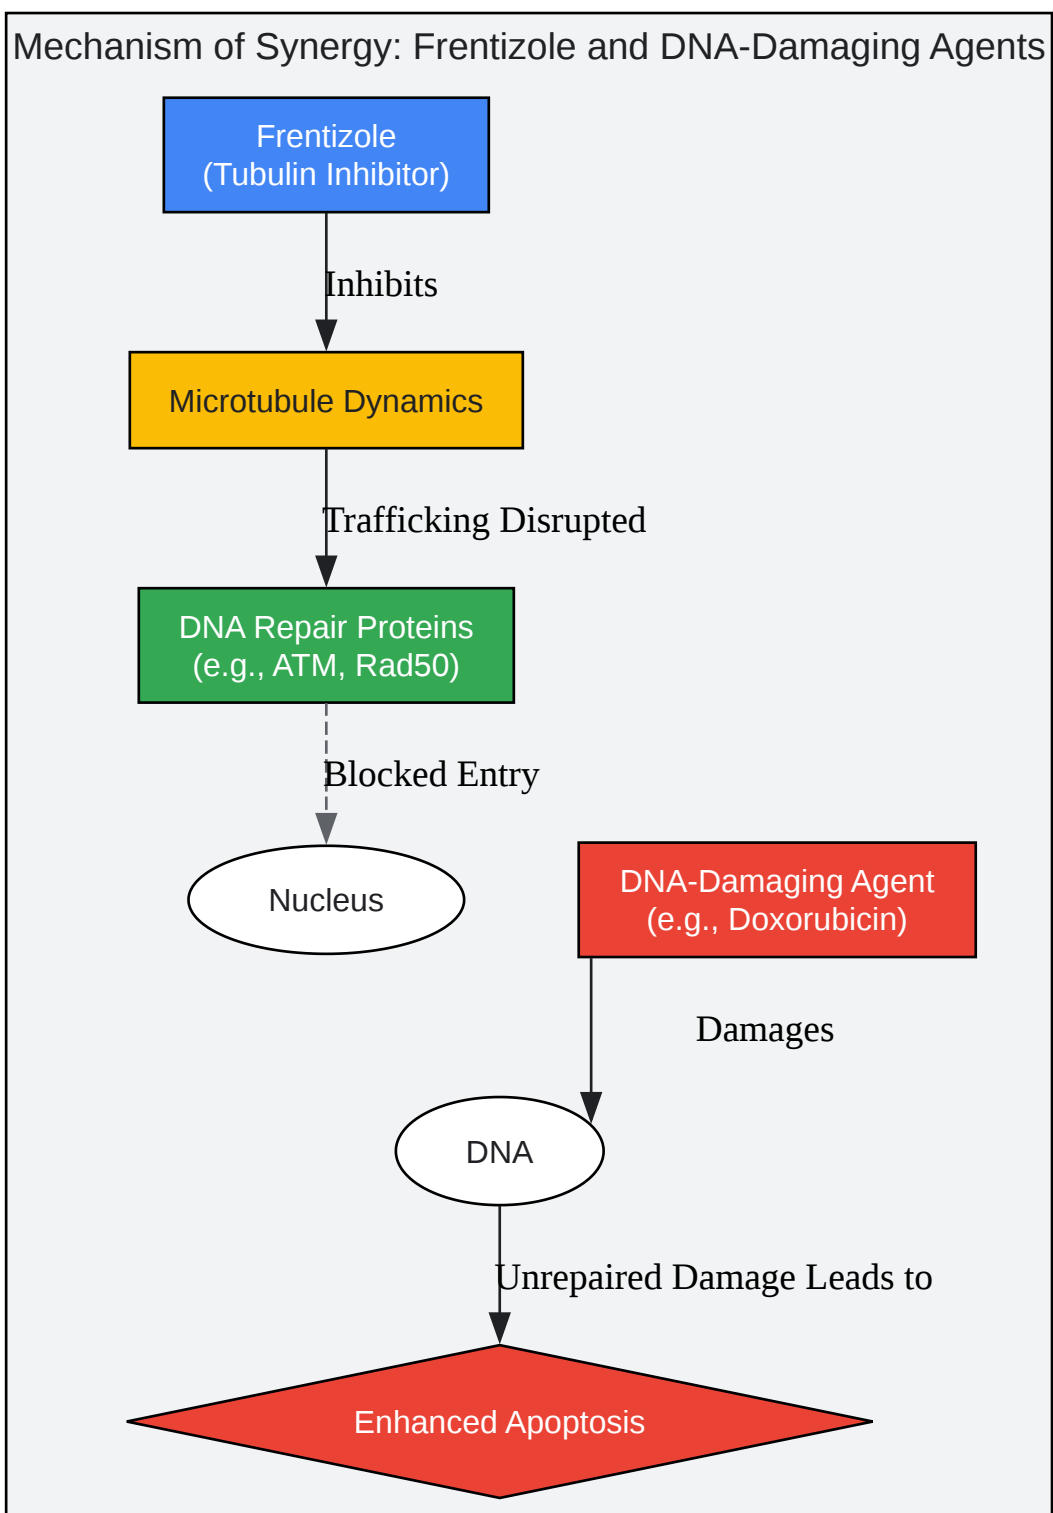 Mechanism of Synergy: Frentizole and DNA-Damaging Agents
Frentizole
(Tubulin Inhibitor)
Inhibits
Microtubule Dynamics
Trafficking Disrupted
DNA Repair Proteins
(e.g., ATM, Rad50)
Blocked Entry
Nucleus
DNA-Damaging Agent
(e.g., Doxorubicin)
Damages
DNA
Unrepaired Damage Leads to
Enhanced Apoptosis